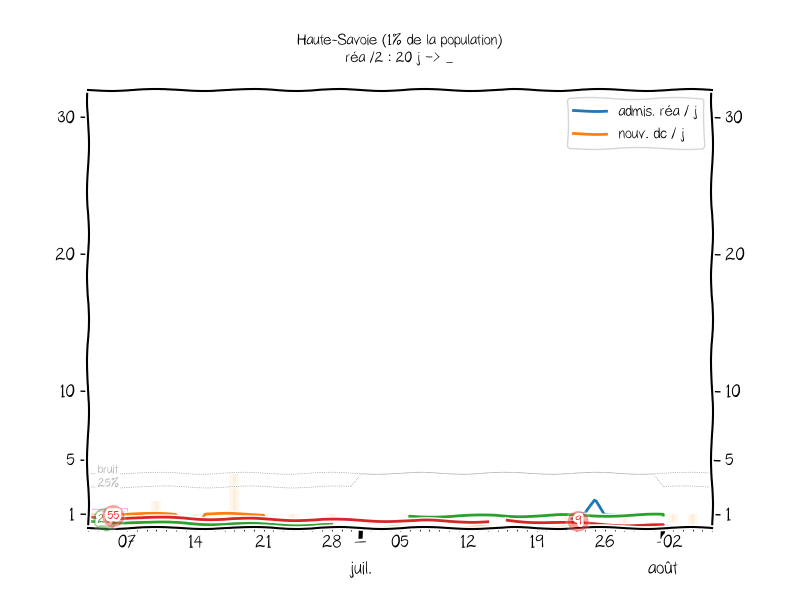 Haute-Savoie (1% de la population)
réa /2 : 20 j -> _
admis. réa / j
nouv. dc / j
30
30
20
20
10
10
5
5
bruit
25%
1
55
9
1
07 14 21 28 05 12 19 26 02
juil. août